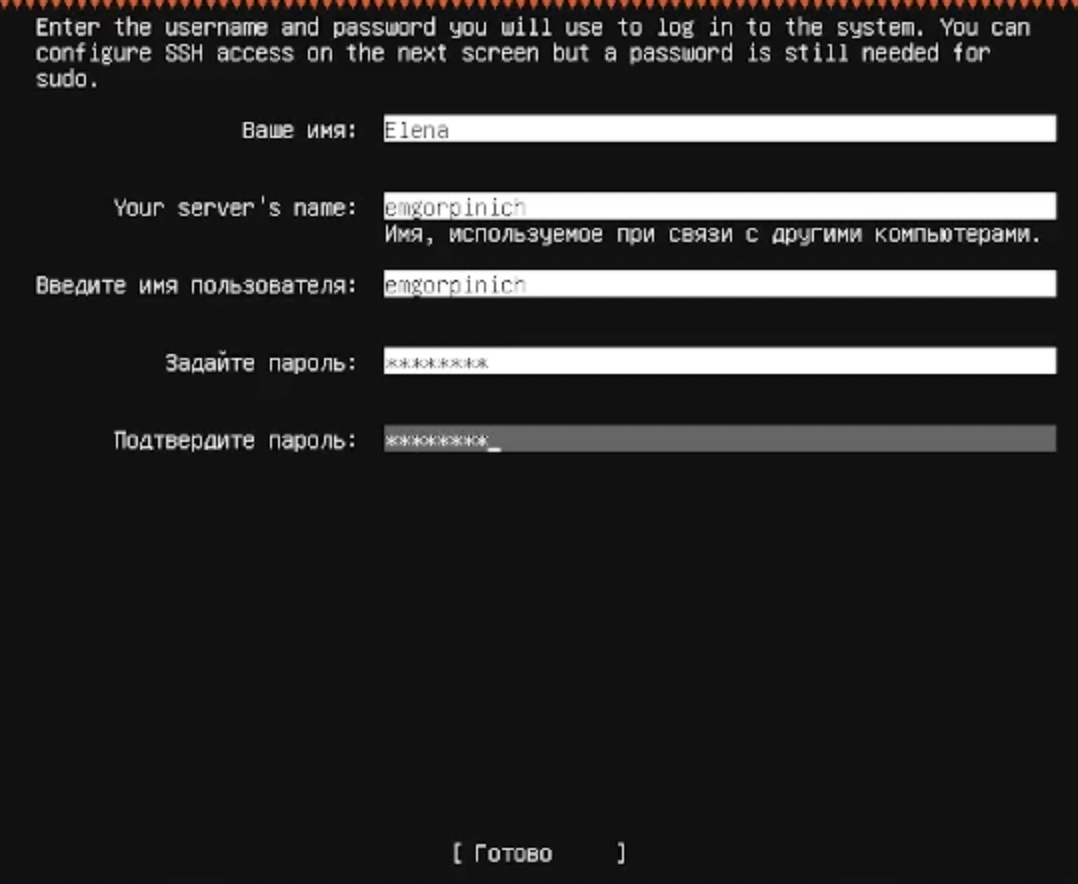 Enter the username and password you will use to log in to the system. You can
configure SSH access on the next screen but a password is still needed for
sudo.
Ваше имя: Elena
Your server's name: emgorpinich
Имя, используемое при связи с другими компьютерами.
Введите имя пользователя: emgorpinich
Задайте пароль: ********
Подтвердите пароль: ********_
[ Готово ]